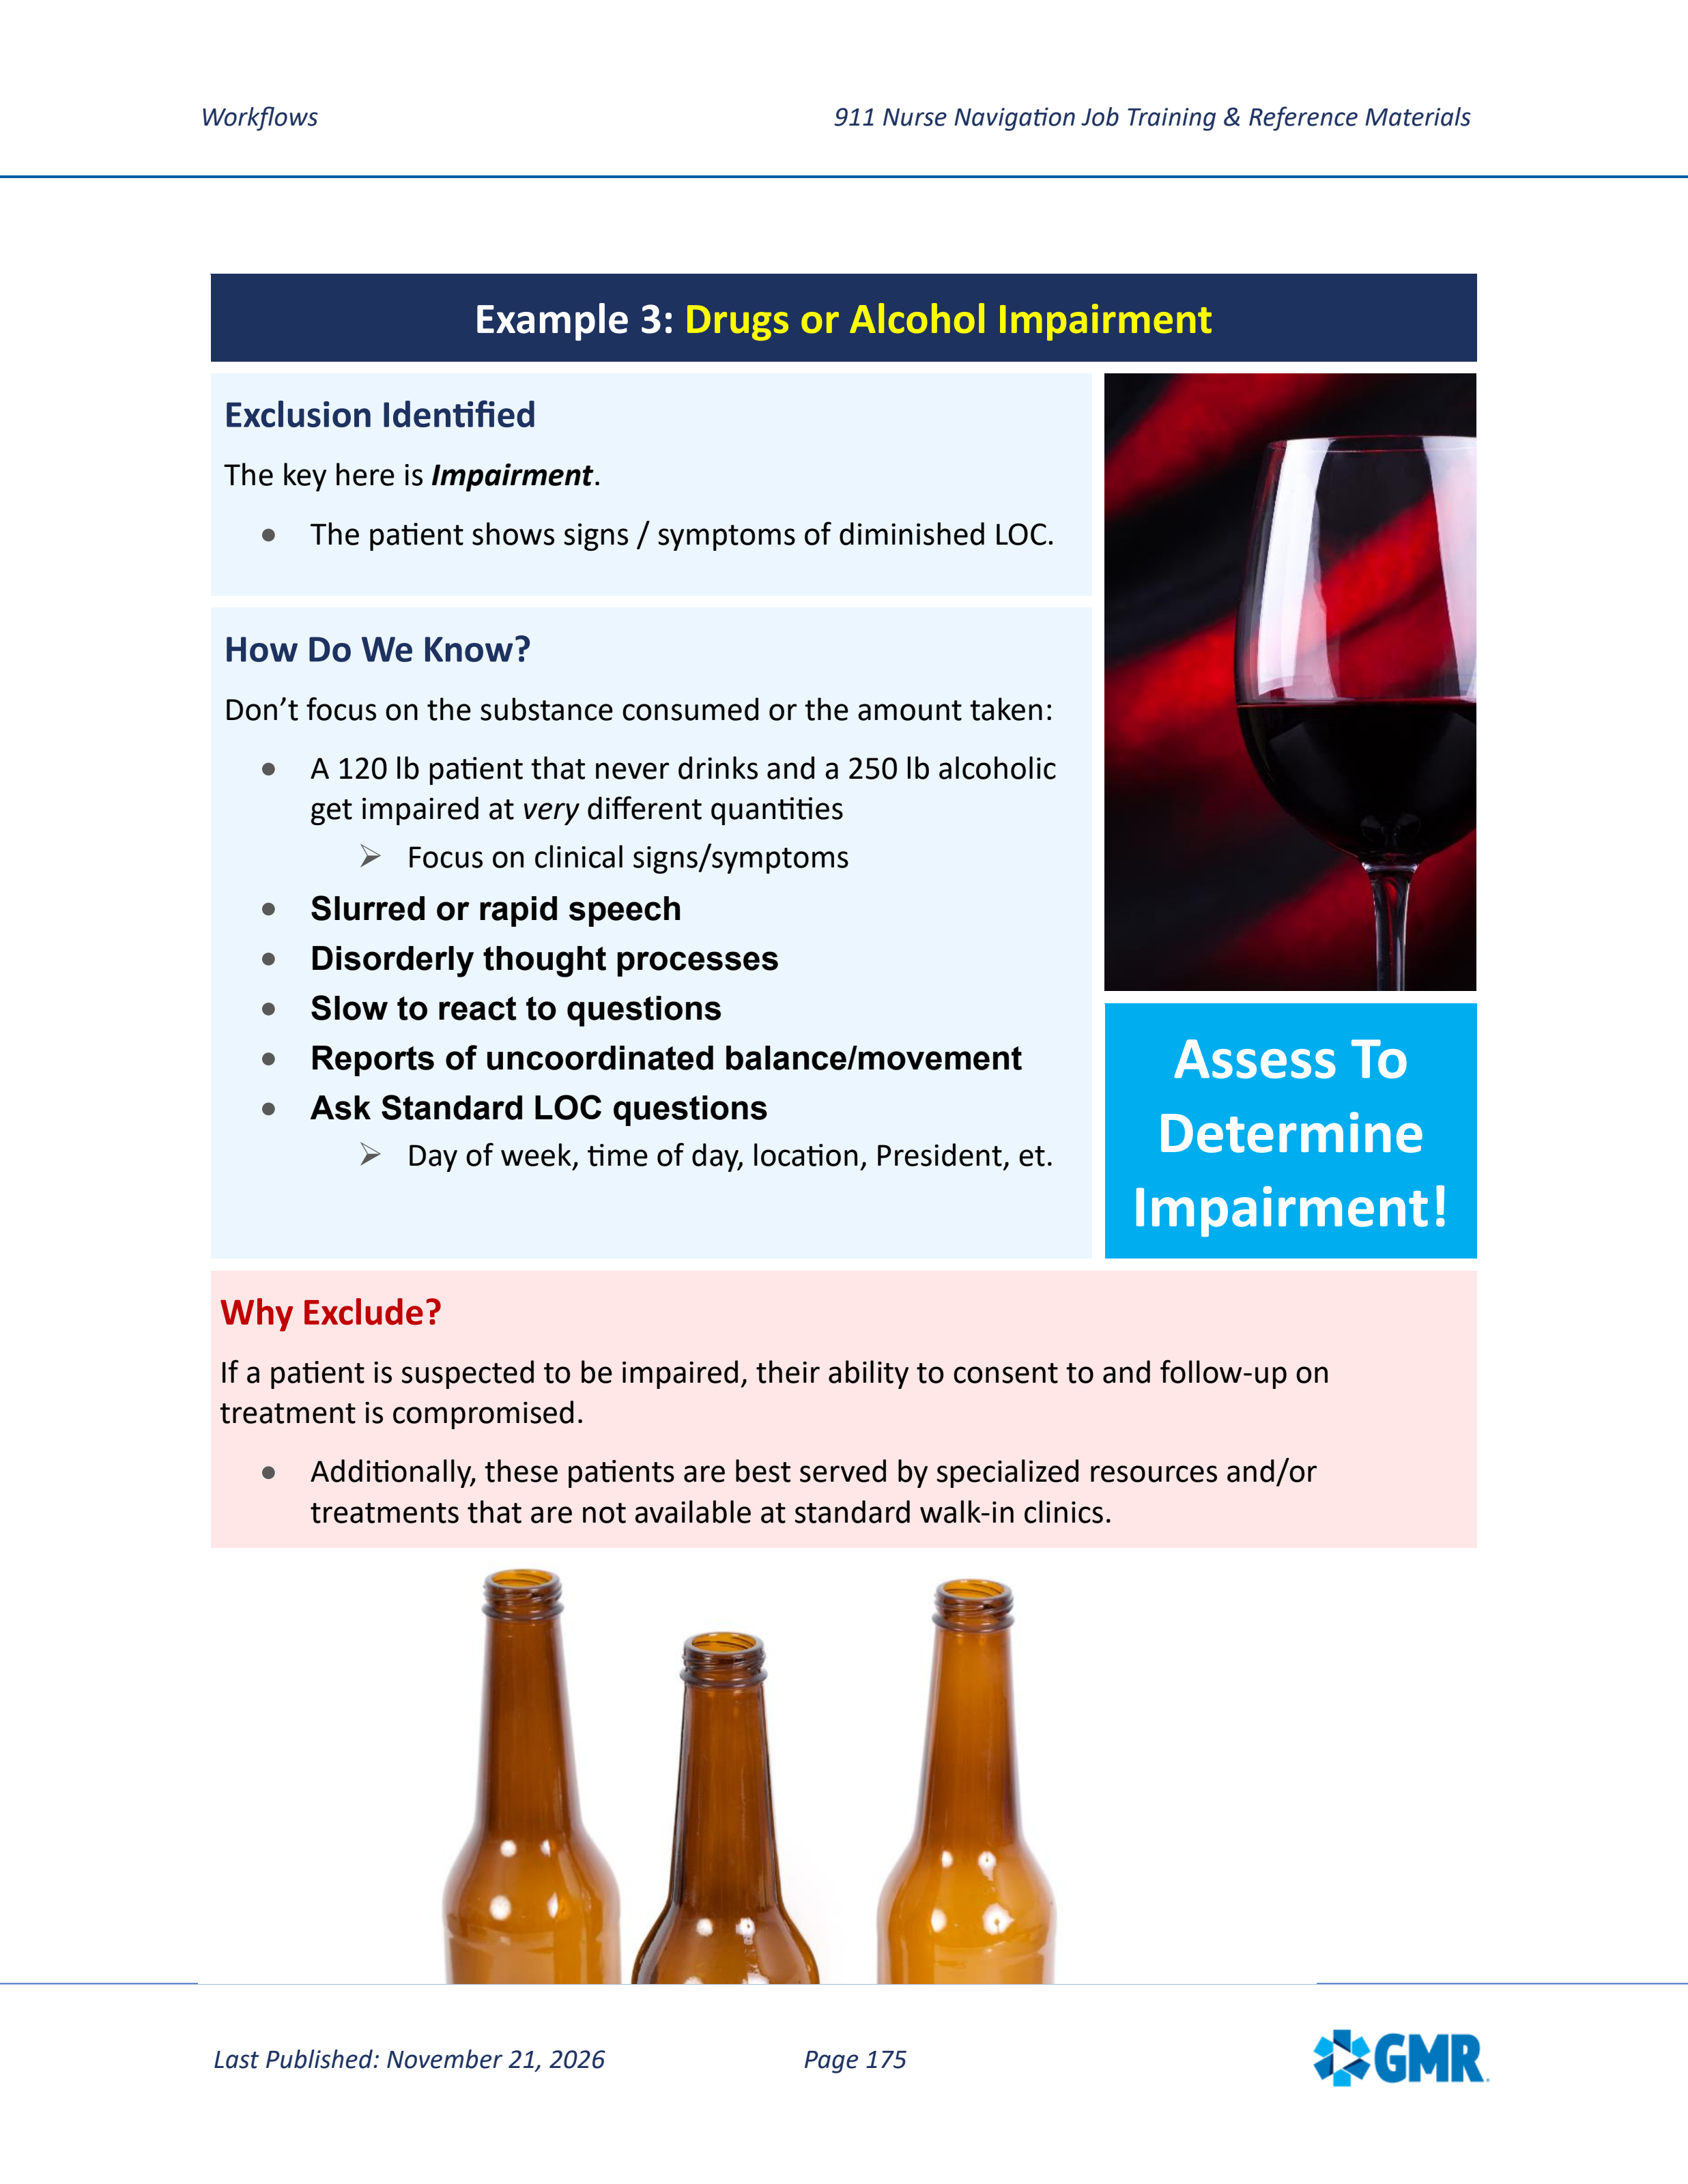 Workflows
911 Nurse Navigation Job Training & Reference Materials
Example 3: Drugs or Alcohol Impairment
Exclusion Identified
The key here is Impairment.
• The patient shows signs / symptoms of diminished LOC.
How Do We Know?
Don’t focus on the substance consumed or the amount taken:
• A 120 lb patient that never drinks and a 250 lb alcoholic
get impaired at very different quantities
➢ Focus on clinical signs/symptoms
• Slurred or rapid speech
• Disorderly thought processes
• Slow to react to questions
• Reports of uncoordinated balance/movement
• Ask Standard LOC questions
➢ Day of week, time of day, location, President, et.
Assess To
Determine
Impairment!
Why Exclude?
If a patient is suspected to be impaired, their ability to consent to and follow-up on
treatment is compromised.
• Additionally, these patients are best served by specialized resources and/or
treatments that are not available at standard walk-in clinics.
Last Published: November 21, 2026
Page 175
GMR